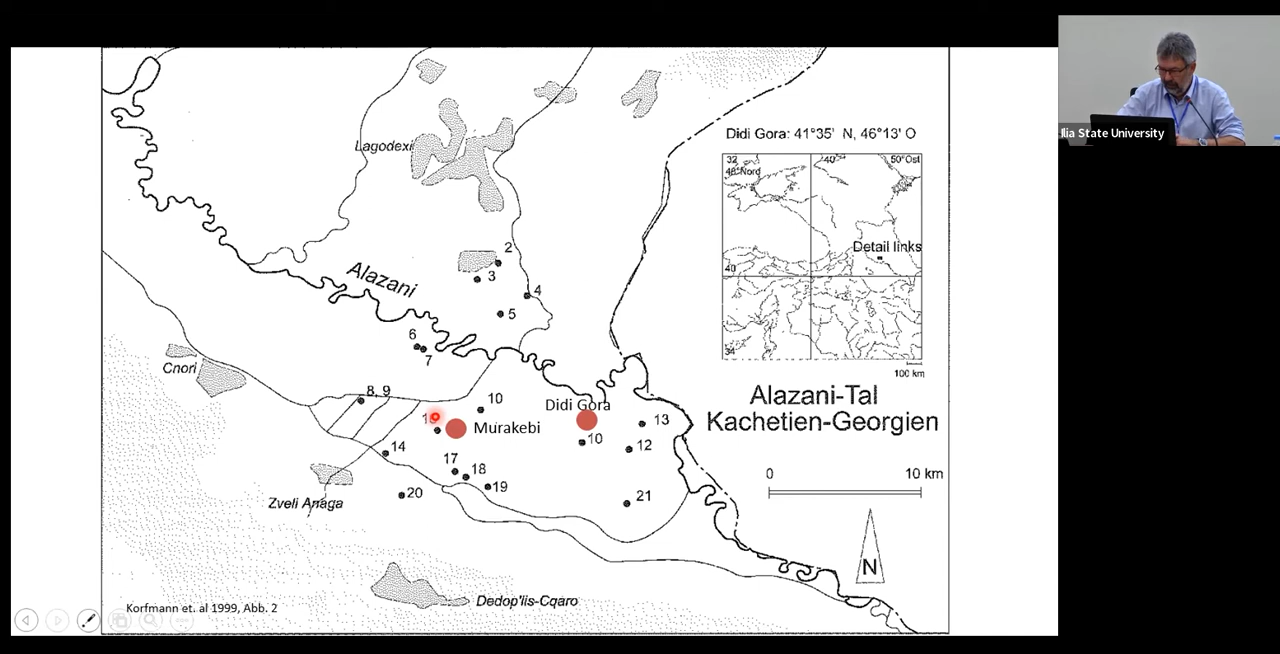 Ilia State University
Lagodexi
Didi Gora: 41°35' N, 46°13' O
32
40
50°Ost
48°Nord
Detail links
40
34
100 km
2
3
Alazani
4
5
6
7
Cnori
8, 9
10
Didi Gora
Alazani-Tal
Kachetien-Georgien
13
Murakebi
10
12
14
17
18
19
0
10 km
20
21
Zveli Anaga
N
Dedop'lis-Cqaro
Korfmann et. al 1999, Abb. 2